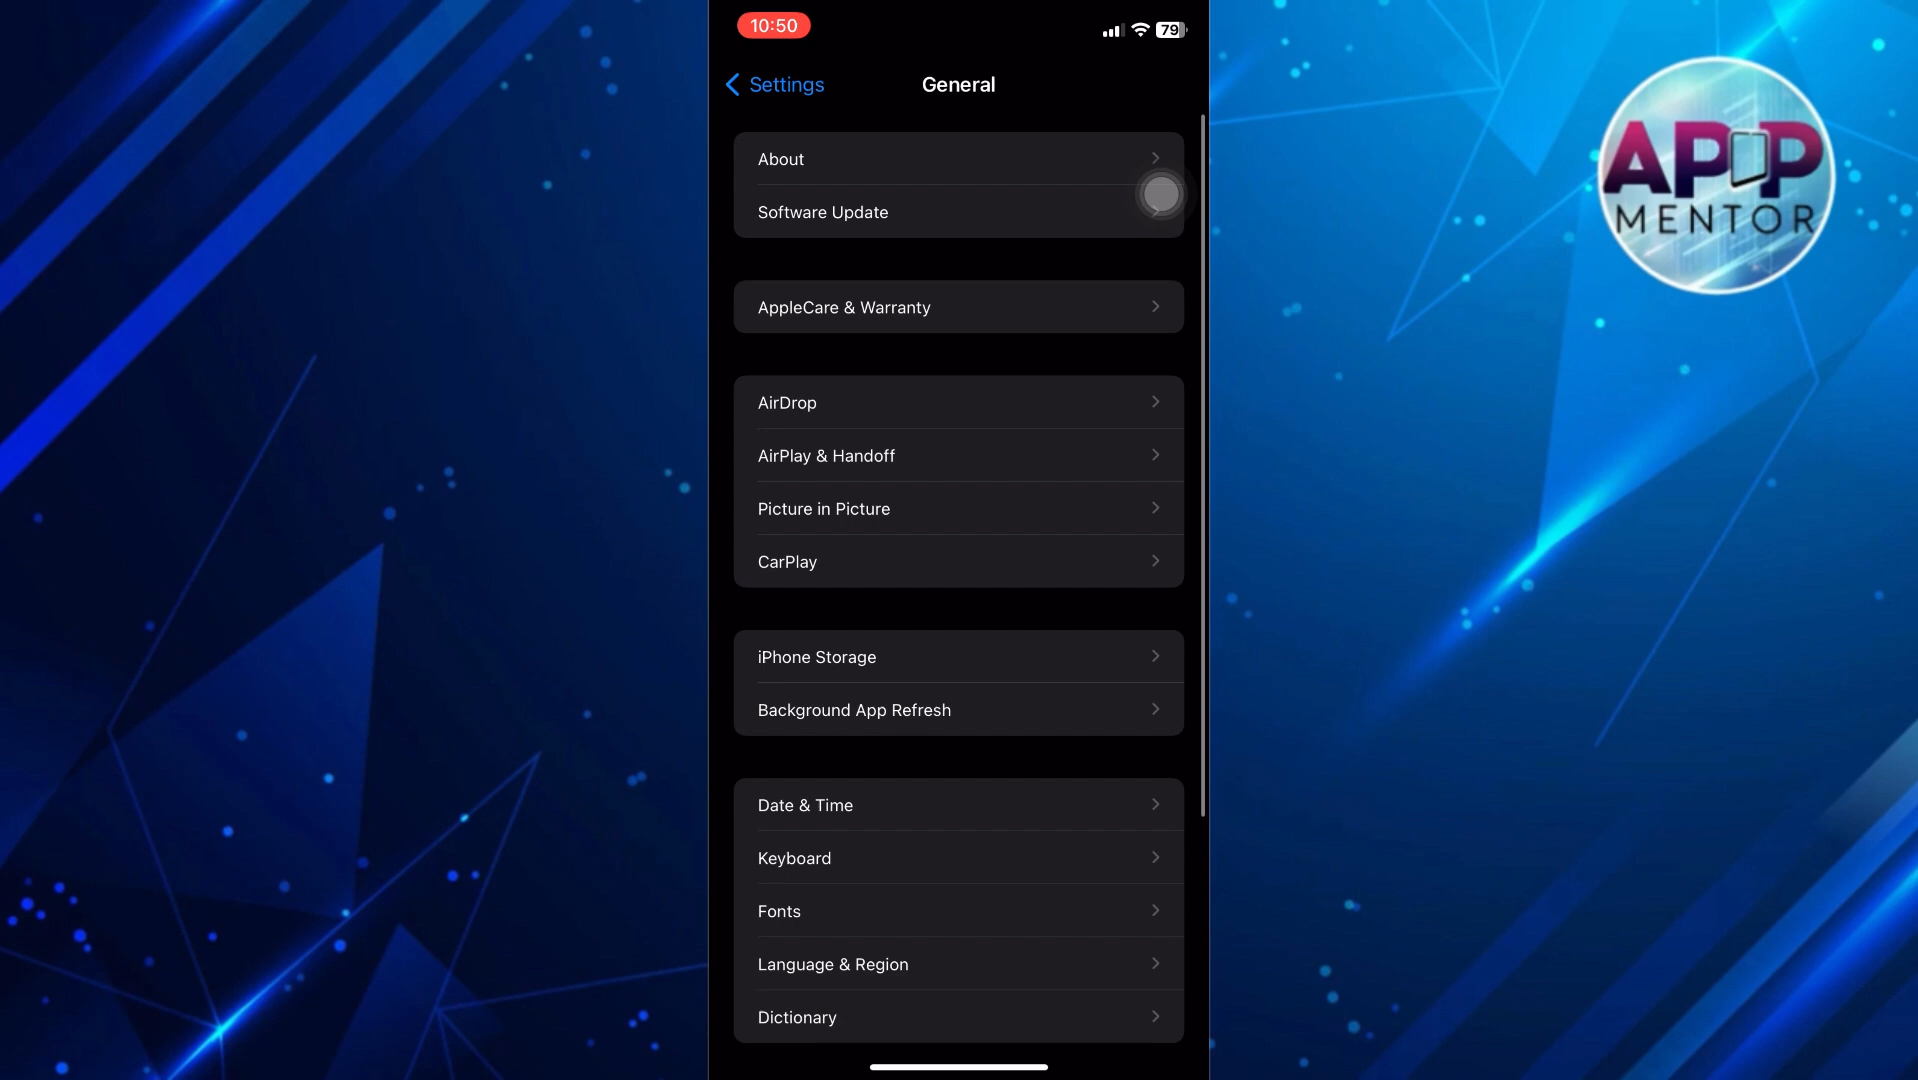 10:50
79
Settings
General
APP
MENTOR
About
Software Update
AppleCare & Warranty
AirDrop
AirPlay & Handoff
Picture in Picture
CarPlay
iPhone Storage
Background App Refresh
Date & Time
Keyboard
Fonts
Language & Region
Dictionary